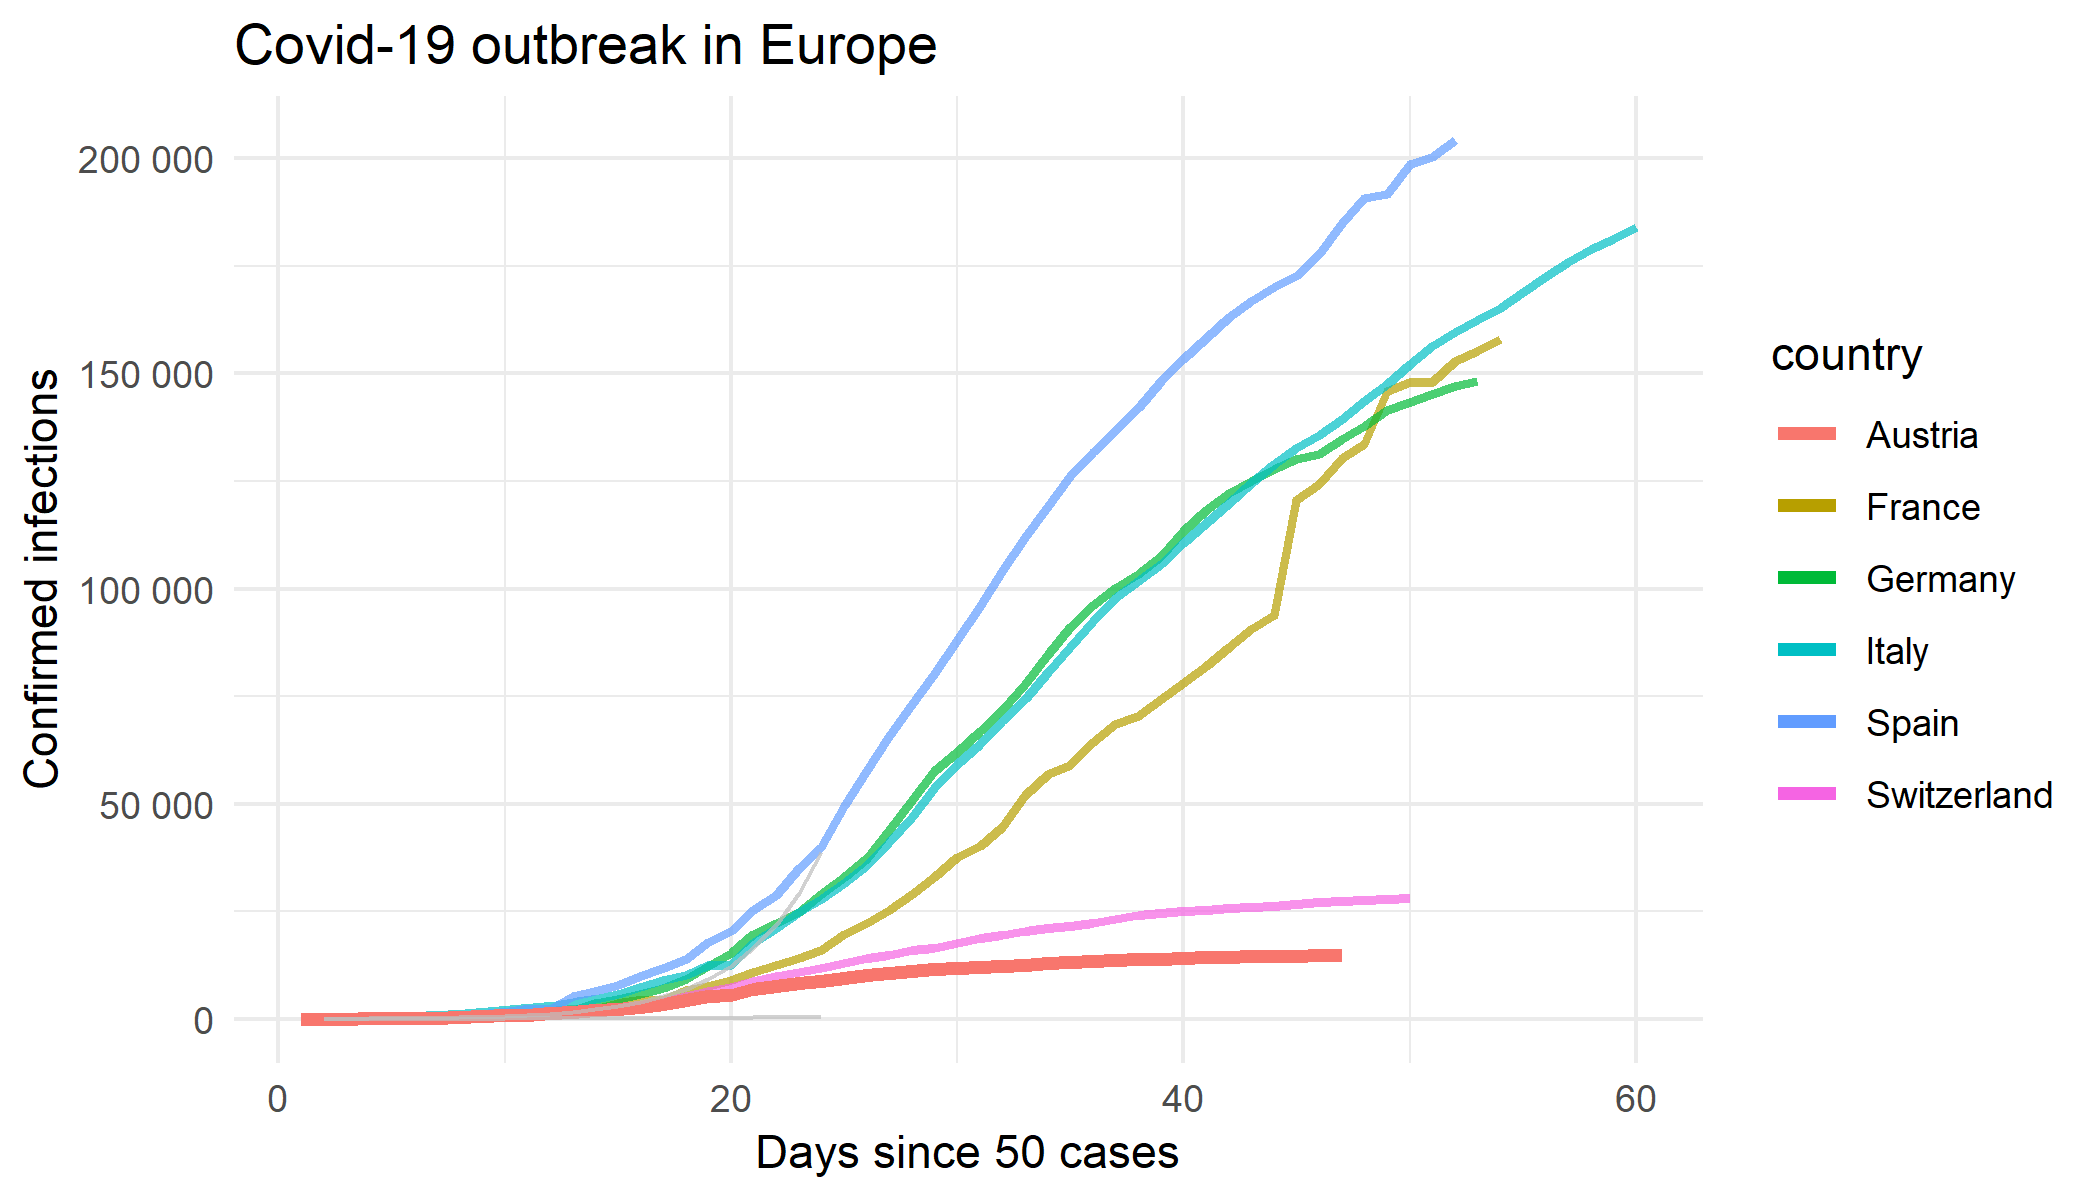 Covid-19 outbreak in Europe
Confirmed infections
200 000
150 000
100 000
50 000
0
0 20 40 60
Days since 50 cases
country
Austria
France
Germany
Italy
Spain
Switzerland